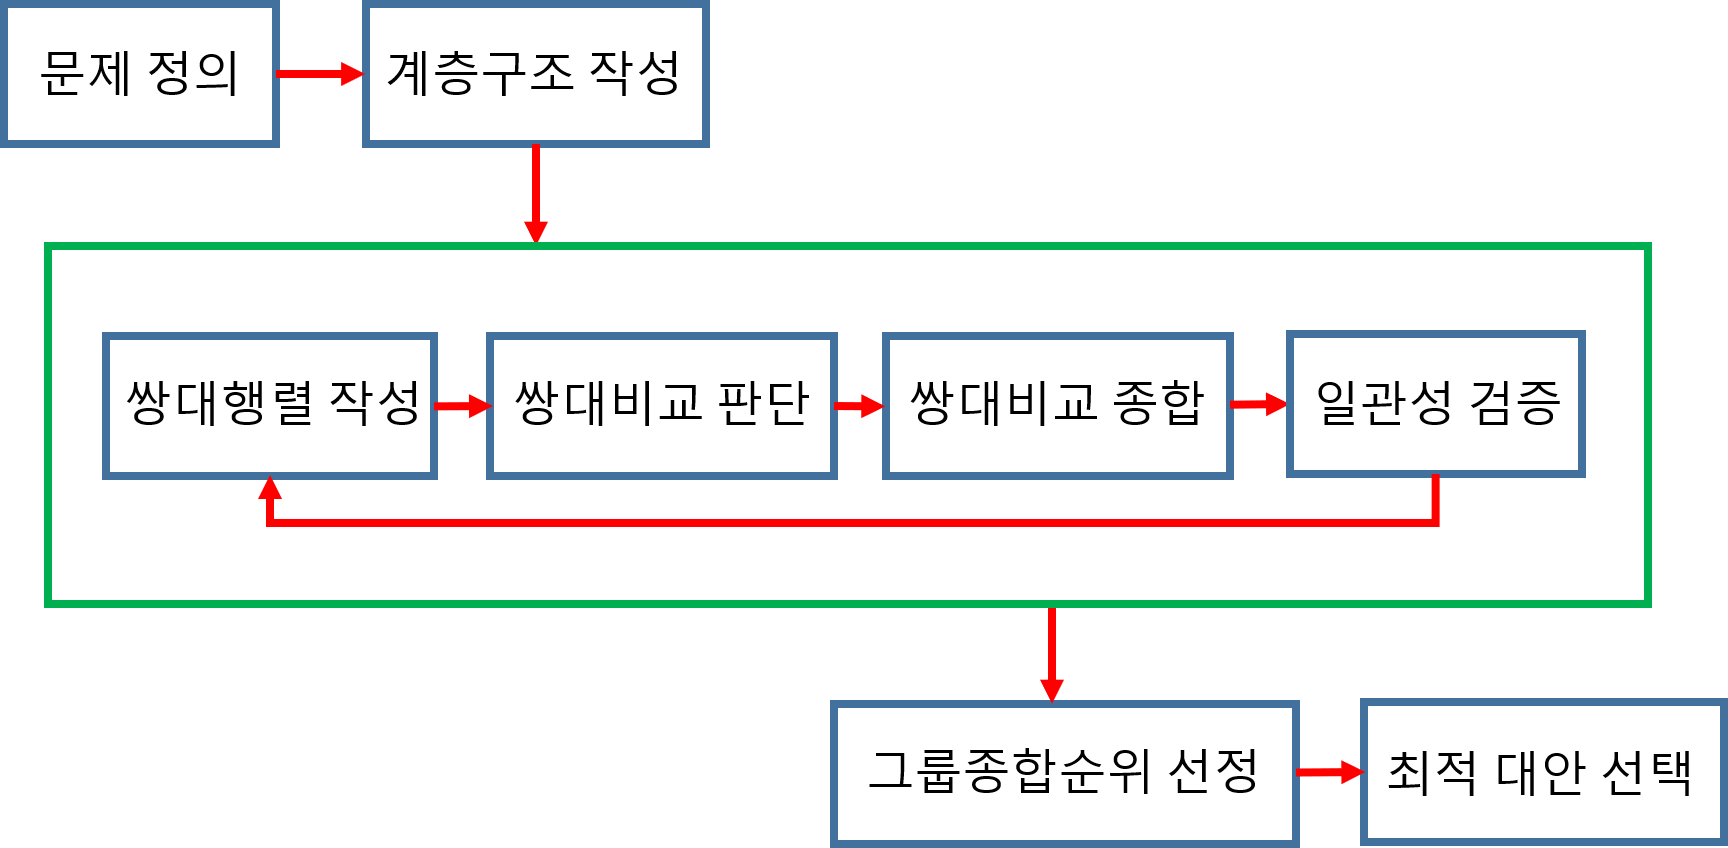 문제 정의
계층구조 작성
쌍대행렬 작성
쌍대비교 판단
쌍대비교 종합
일관성 검증
그룹종합순위 선정
최적 대안 선택